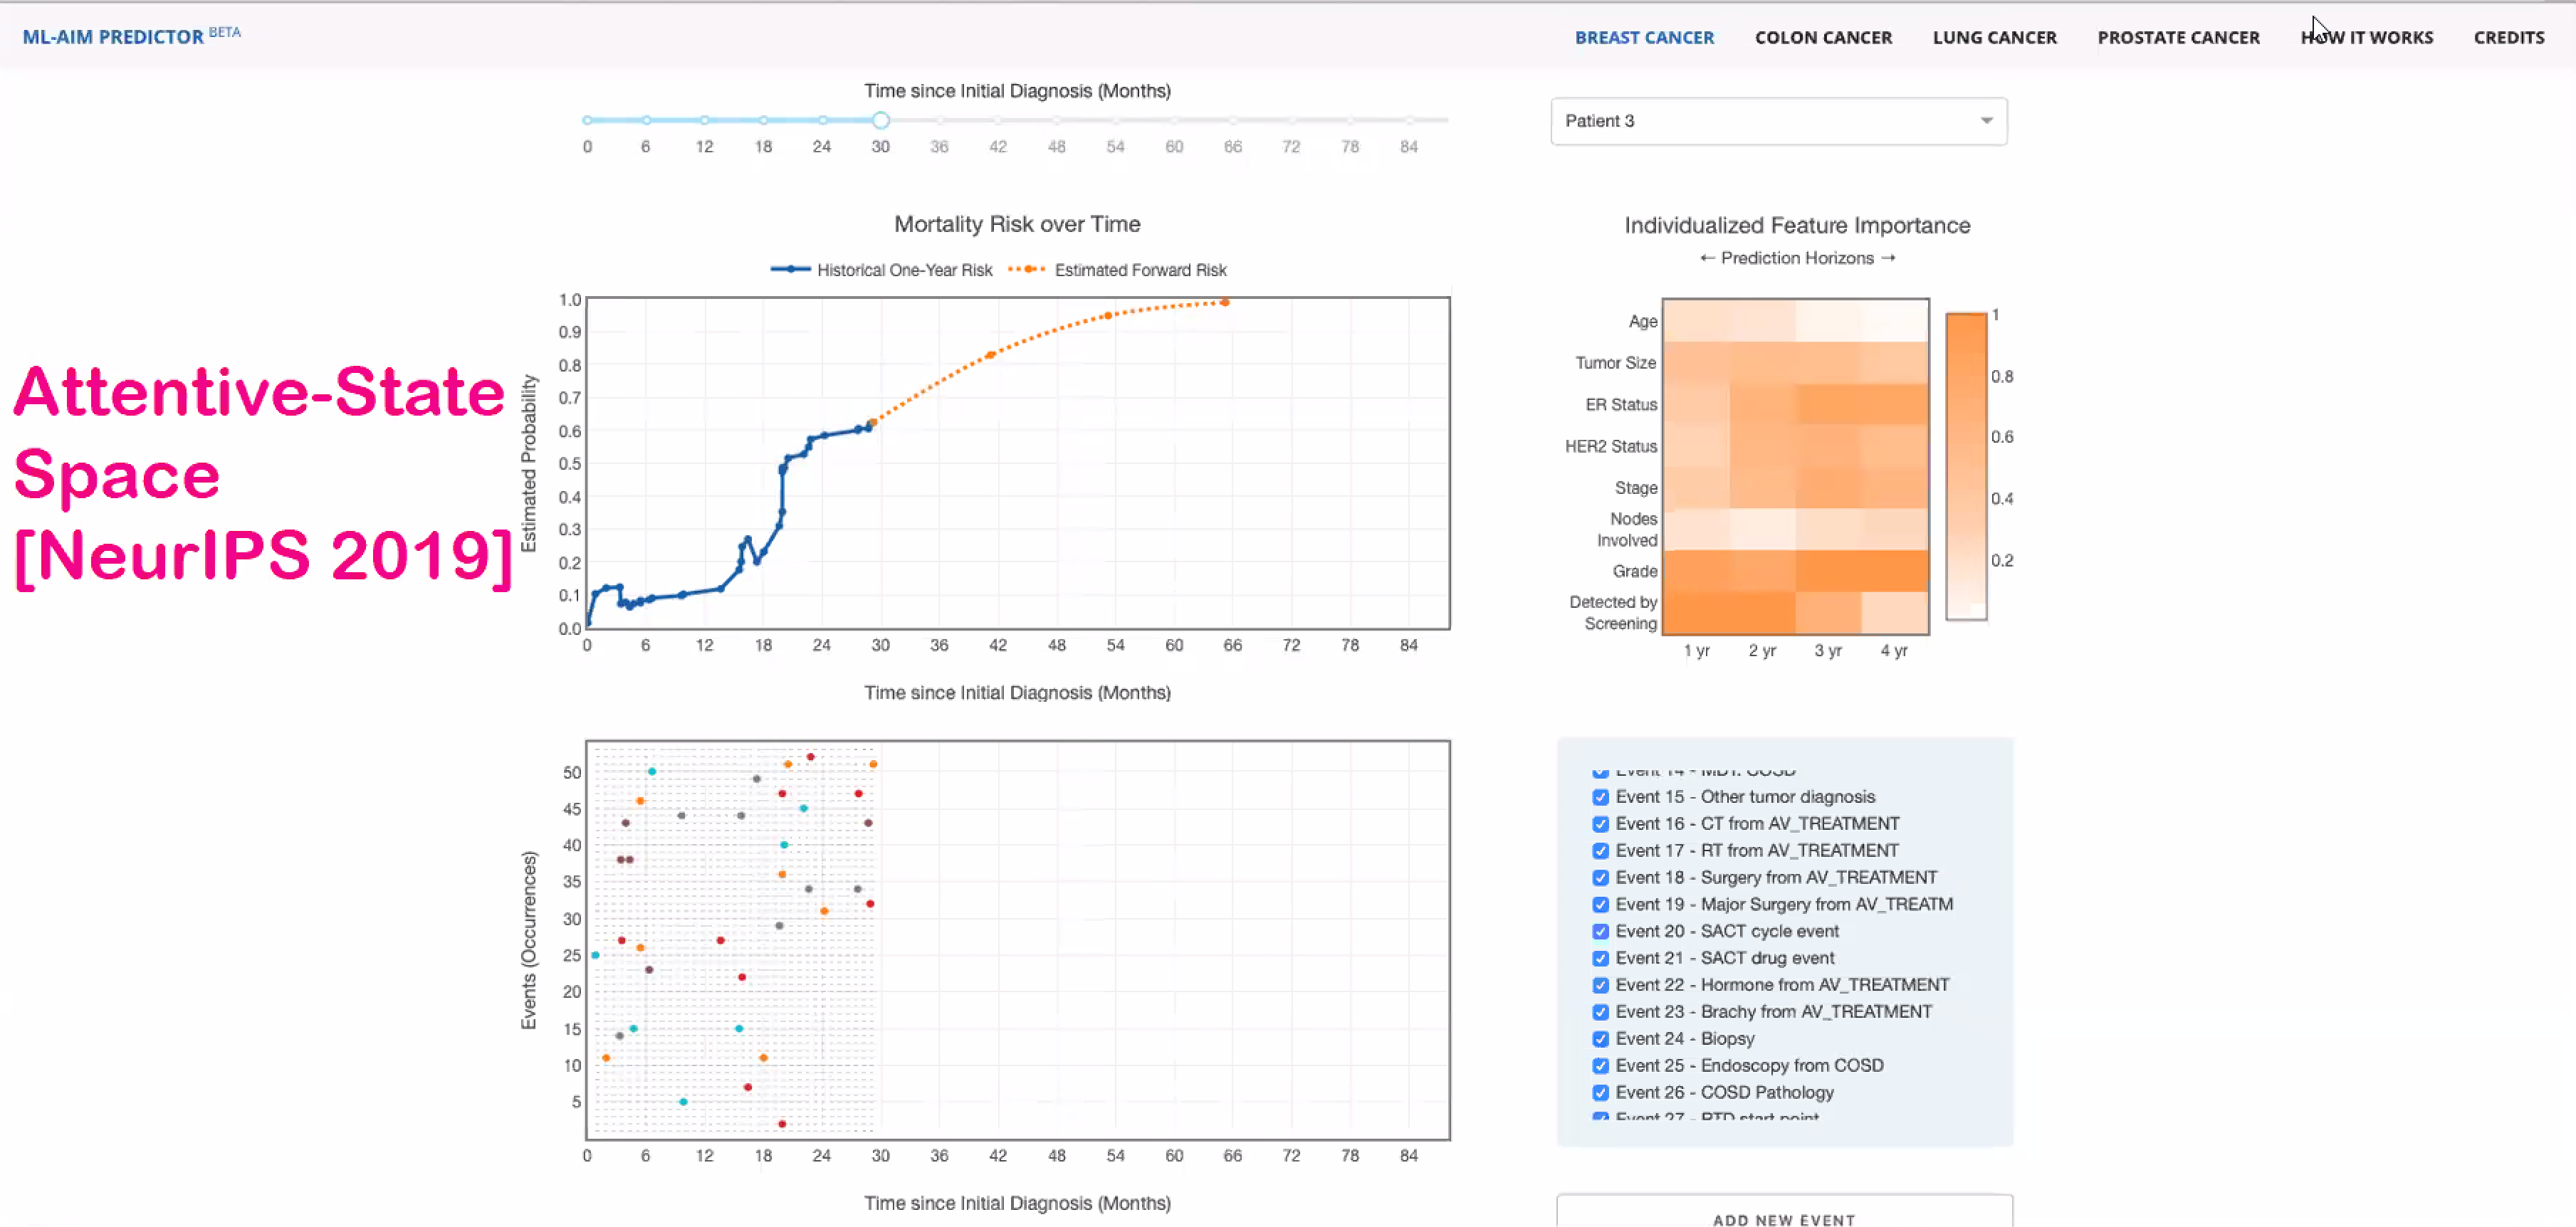 ML-AIM PREDICTOR BETA
BREAST CANCER COLON CANCER LUNG CANCER PROSTATE CANCER HOW IT WORKS CREDITS
Time since Initial Diagnosis (Months)
0 6 12 18 24 30 36 42 48 54 60 66 72 78 84
Patient 3
Attentive-State
Space
[NeurIPS 2019]
Mortality Risk over Time
Historical One-Year Risk Estimated Forward Risk
Estimated Probability
1.0
0.9
0.8
0.7
0.6
0.5
0.4
0.3
0.2
0.1
0.0
0 6 12 18 24 30 36 42 48 54 60 66 72 78 84
Time since Initial Diagnosis (Months)
Individualized Feature Importance
← Prediction Horizons →
Age
Tumor Size
ER Status
HER2 Status
Stage
Nodes
Involved
Grade
Detected by
Screening
1 yr 2 yr 3 yr 4 yr
1
0.8
0.6
0.4
0.2
Events (Occurrences)
50
45
40
35
30
25
20
15
10
5
0 6 12 18 24 30 36 42 48 54 60 66 72 78 84
Time since Initial Diagnosis (Months)
Event 14 - MDT. COSD
Event 15 - Other tumor diagnosis
Event 16 - CT from AV_TREATMENT
Event 17 - RT from AV_TREATMENT
Event 18 - Surgery from AV_TREATMENT
Event 19 - Major Surgery from AV_TREATM
Event 20 - SACT cycle event
Event 21 - SACT drug event
Event 22 - Hormone from AV_TREATMENT
Event 23 - Brachy from AV_TREATMENT
Event 24 - Biopsy
Event 25 - Endoscopy from COSD
Event 26 - COSD Pathology
Event 27 - RTD start point
ADD NEW EVENT